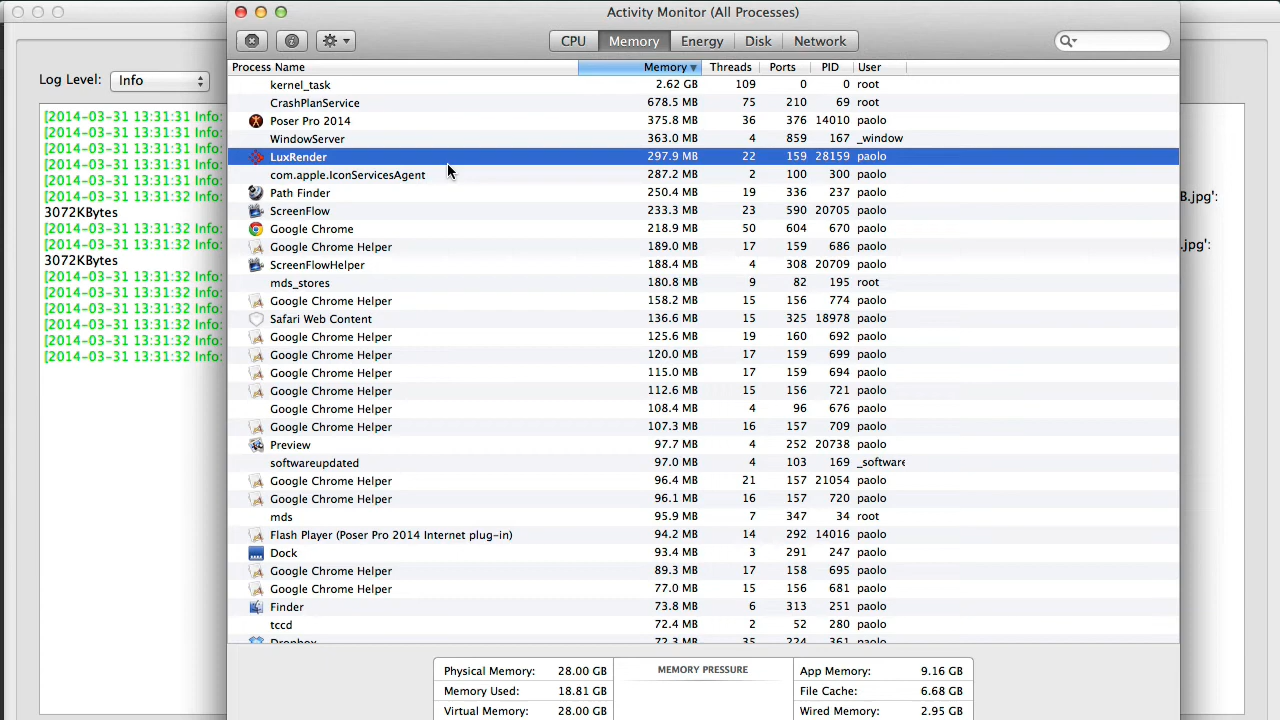 Activity Monitor (All Processes)
CPU Memory Energy Disk Network
Process Name Memory Threads Ports PID User
kernel_task 2.62 GB 109 0 0 root
CrashPlanService 678.5 MB 75 210 69 root
Poser Pro 2014 375.8 MB 36 376 14010 paolo
WindowServer 363.0 MB 4 859 167 _window
LuxRender 297.9 MB 22 159 28159 paolo
com.apple.IconServicesAgent 287.2 MB 2 100 300 paolo
Path Finder 250.4 MB 19 336 237 paolo
ScreenFlow 233.3 MB 23 590 20705 paolo
Google Chrome 218.9 MB 50 604 670 paolo
Google Chrome Helper 189.0 MB 17 159 686 paolo
ScreenFlowHelper 188.4 MB 4 308 20709 paolo
mds_stores 180.8 MB 9 82 195 root
Google Chrome Helper 158.2 MB 15 156 774 paolo
Safari Web Content 136.6 MB 15 325 18978 paolo
Google Chrome Helper 125.6 MB 19 160 692 paolo
Google Chrome Helper 120.0 MB 17 159 699 paolo
Google Chrome Helper 115.0 MB 17 159 694 paolo
Google Chrome Helper 112.6 MB 15 156 721 paolo
Google Chrome Helper 108.4 MB 4 96 676 paolo
Google Chrome Helper 107.3 MB 16 157 709 paolo
Preview 97.7 MB 4 252 20738 paolo
softwareupdated 97.0 MB 4 103 169 _software
Google Chrome Helper 96.4 MB 21 157 21054 paolo
Google Chrome Helper 96.1 MB 16 157 720 paolo
mds 95.9 MB 7 347 34 root
Flash Player (Poser Pro 2014 Internet plug-in) 94.2 MB 14 292 14016 paolo
Dock 93.4 MB 3 291 247 paolo
Google Chrome Helper 89.3 MB 17 158 695 paolo
Google Chrome Helper 77.0 MB 15 156 681 paolo
Finder 73.8 MB 6 313 251 paolo
tccd 72.4 MB 2 52 280 paolo
Dropbox 72.3 MB 35 224 361 paolo
Physical Memory: 28.00 GB
Memory Used: 18.81 GB
Virtual Memory: 28.00 GB
MEMORY PRESSURE
App Memory: 9.16 GB
File Cache: 6.68 GB
Wired Memory: 2.95 GB
Log Level: Info
[2014-03-31 13:31:31 Info:
[2014-03-31 13:31:31 Info:
[2014-03-31 13:31:31 Info:
[2014-03-31 13:31:31 Info:
[2014-03-31 13:31:31 Info:
[2014-03-31 13:31:32 Info: B.jpg':
3072KBytes
[2014-03-31 13:31:32 Info:
[2014-03-31 13:31:32 Info: .jpg':
3072KBytes
[2014-03-31 13:31:32 Info:
[2014-03-31 13:31:32 Info:
[2014-03-31 13:31:32 Info:
[2014-03-31 13:31:32 Info:
[2014-03-31 13:31:32 Info:
[2014-03-31 13:31:32 Info: